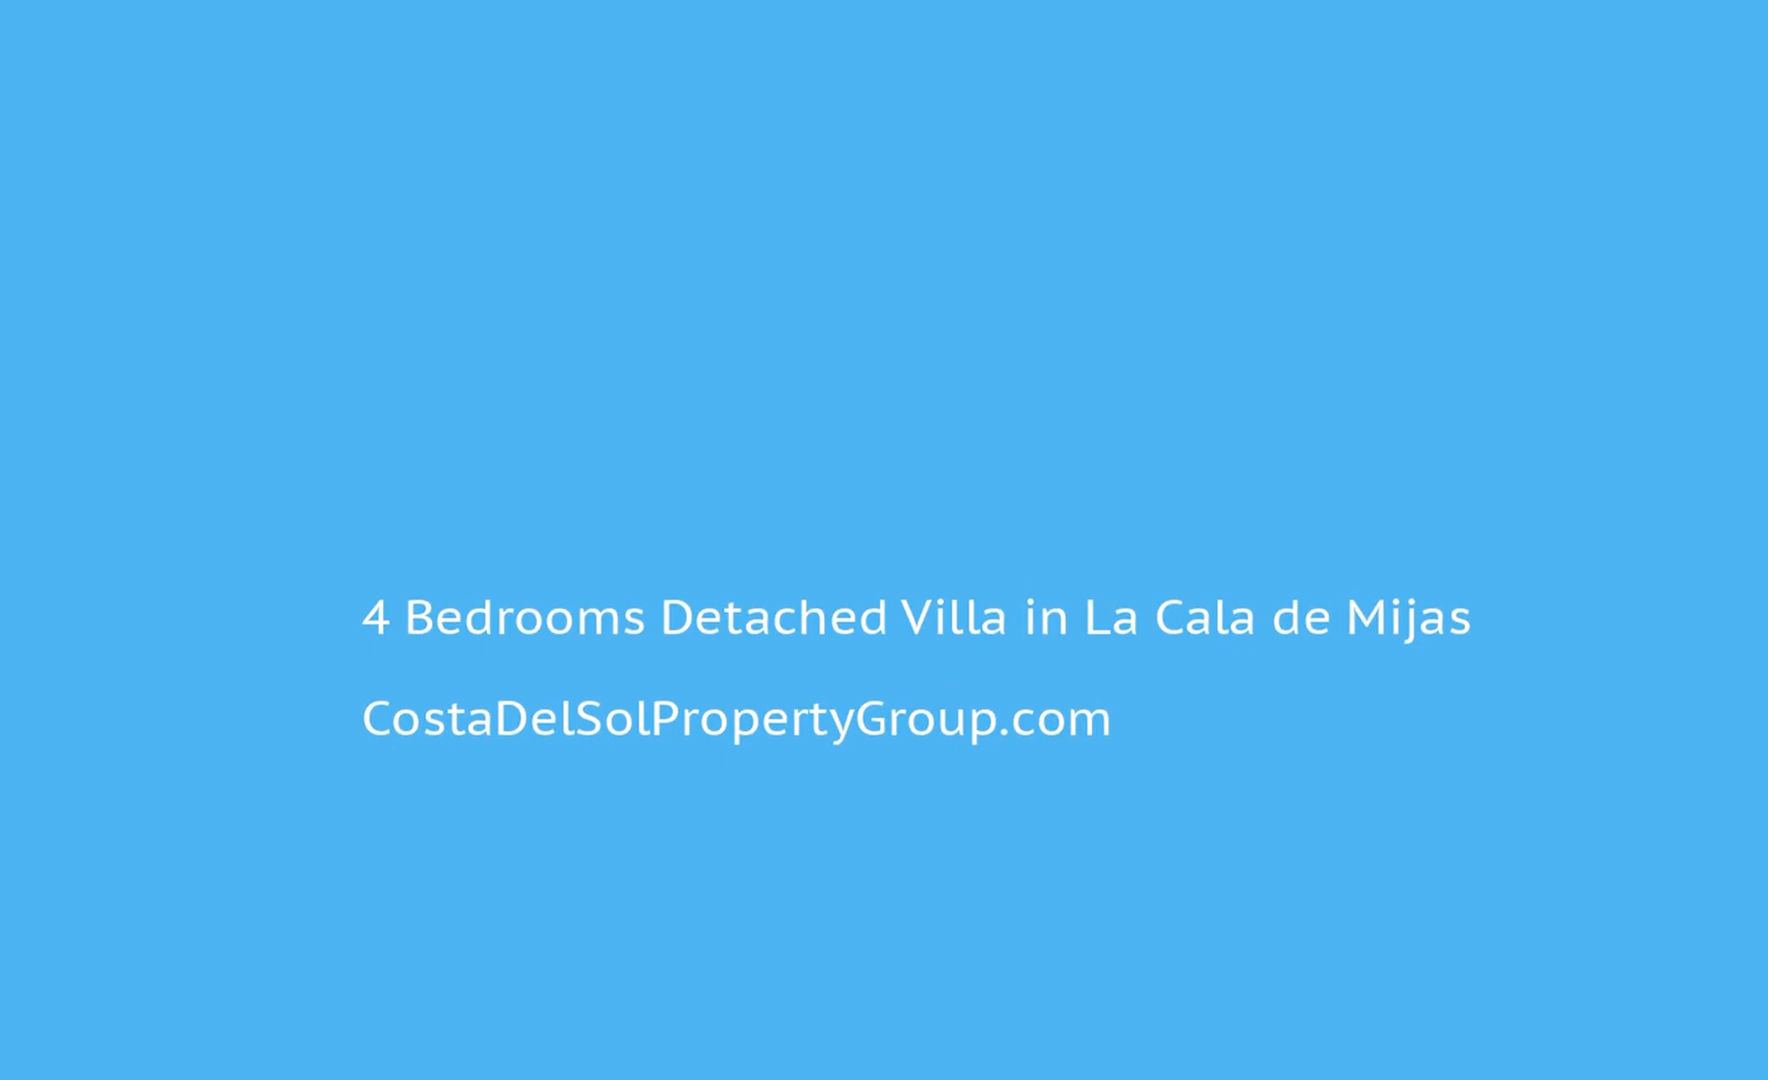 4 Bedrooms Detached Villa in La Cala de Mijas
CostaDelSolPropertyGroup.com